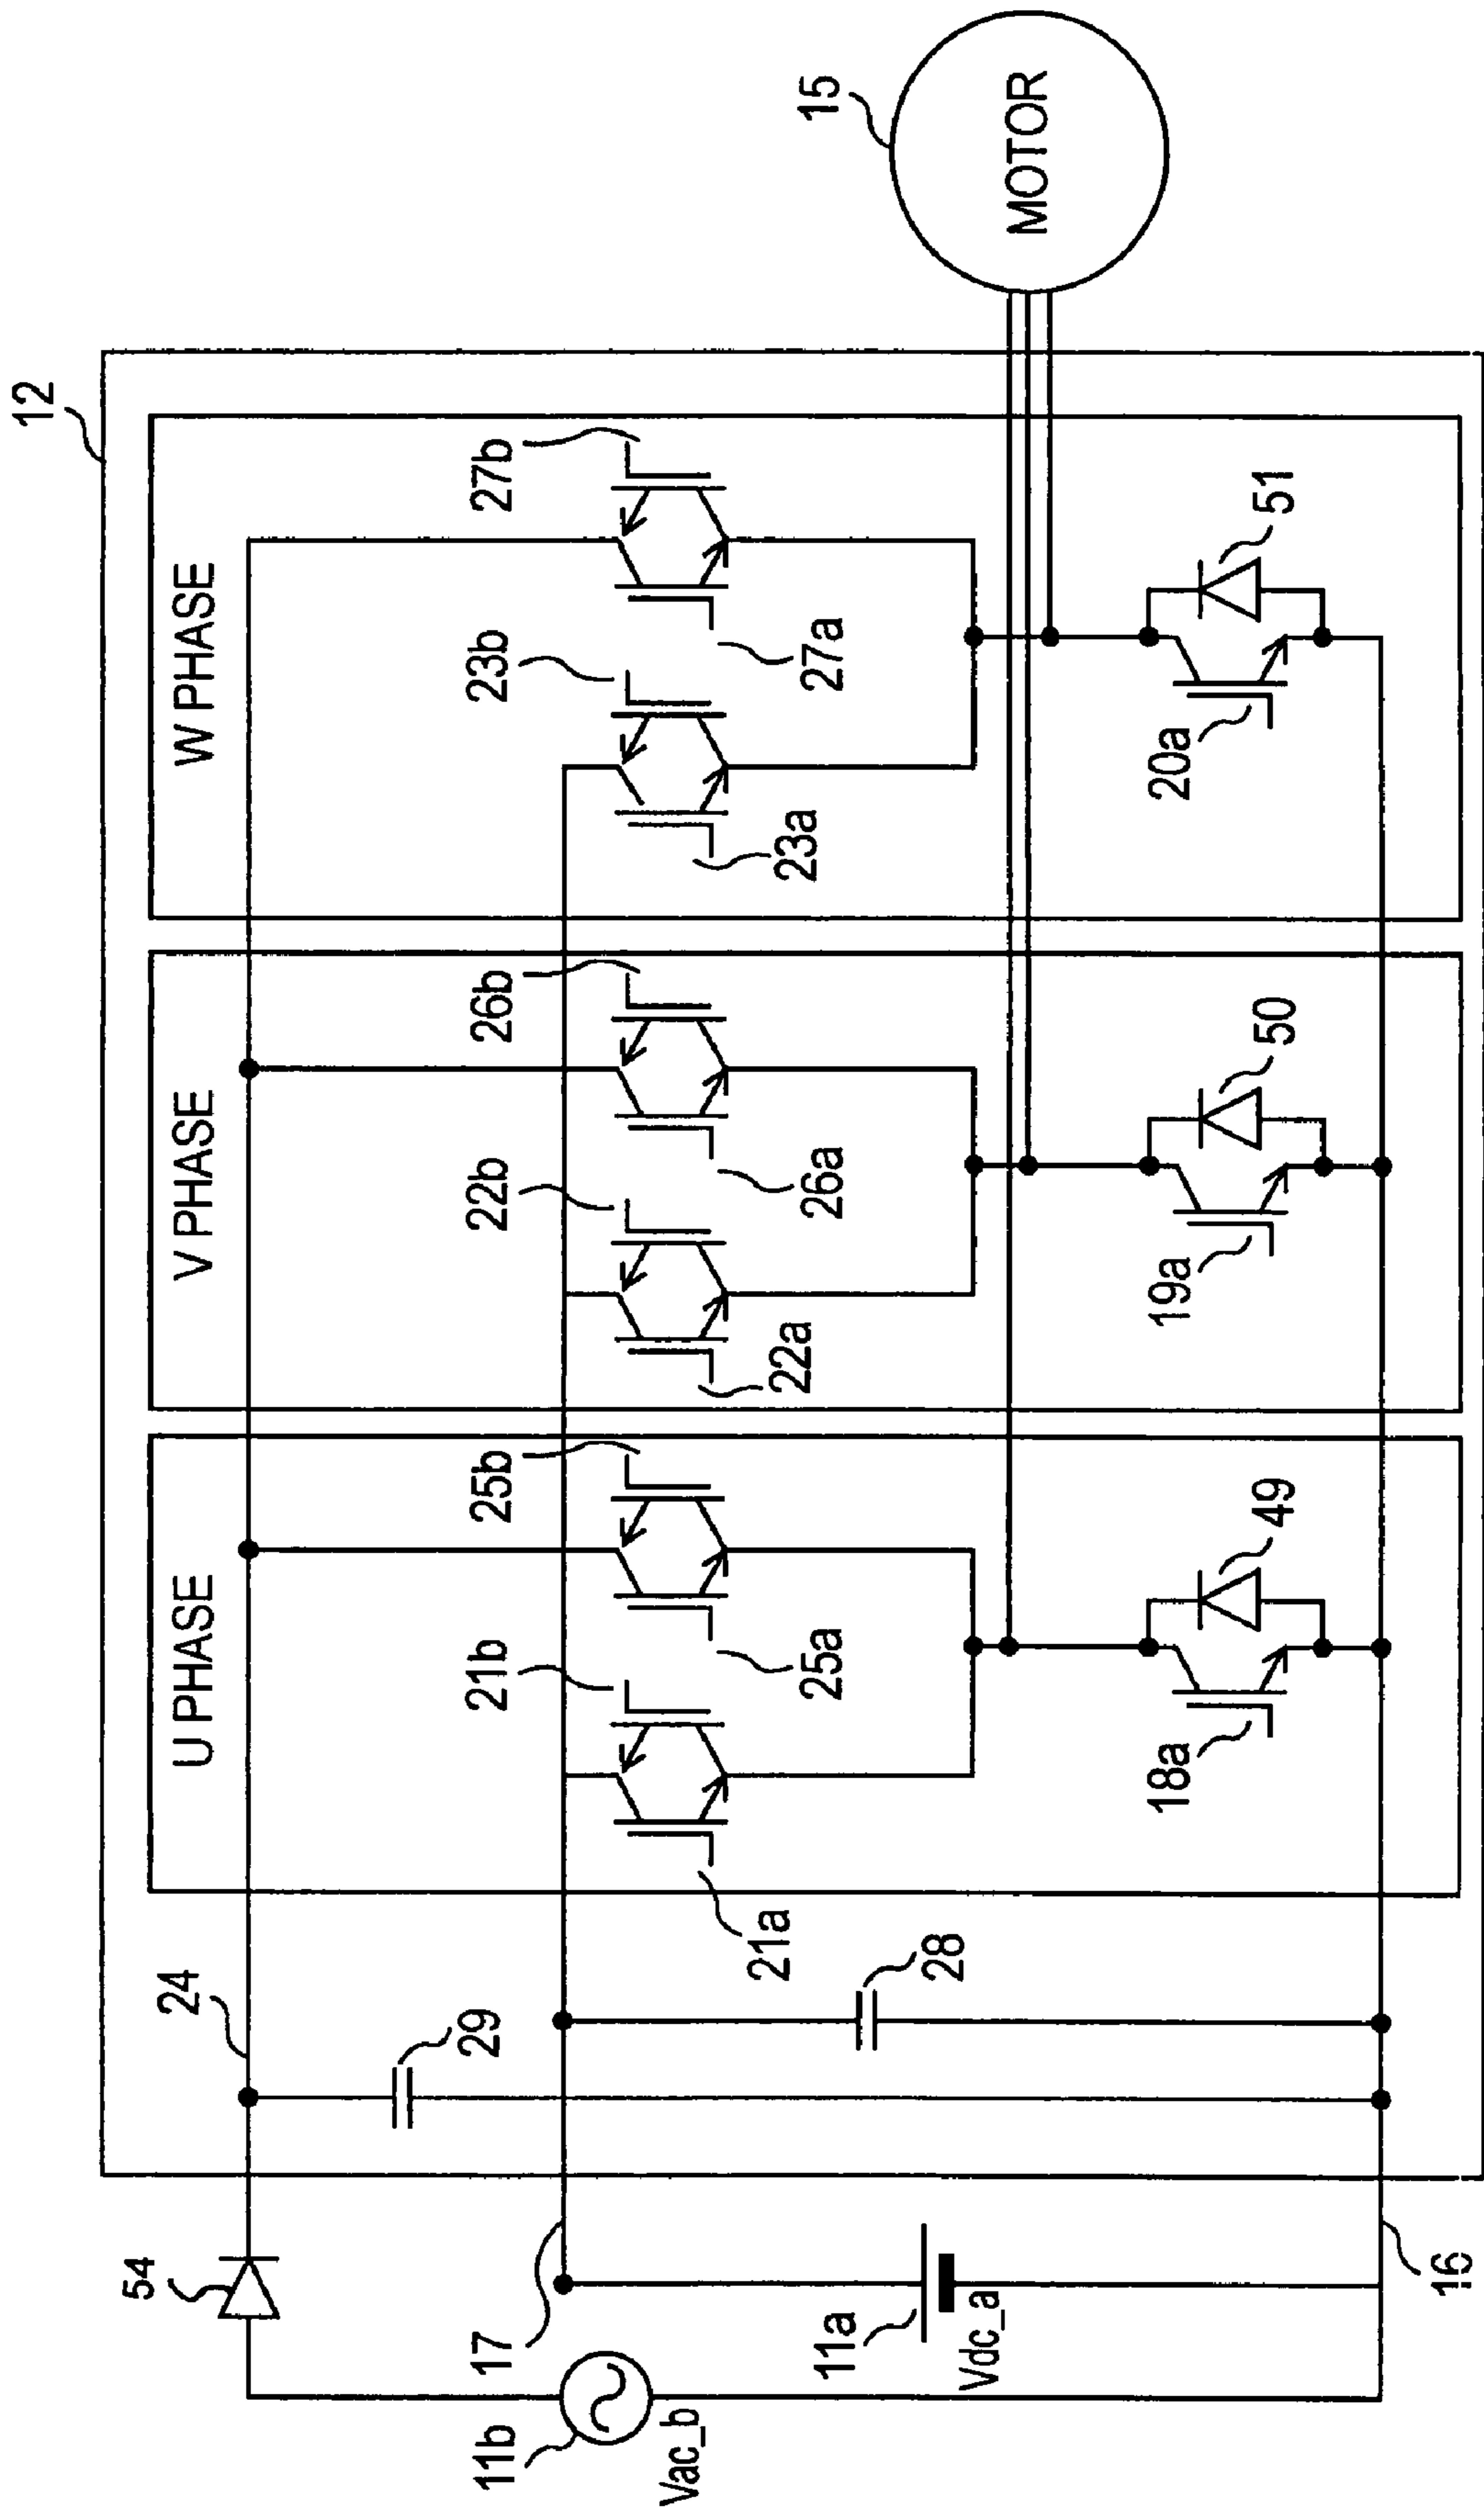 12
U PHASE
V PHASE
W PHASE
54
24
29
17
11b
Vac_b
11a
Vdc_a
16
28
21b
25b
21a
25a
22b
26b
22a
26a
23b
27b
23a
27a
18a
49
19a
50
20a
51
15
MOTOR